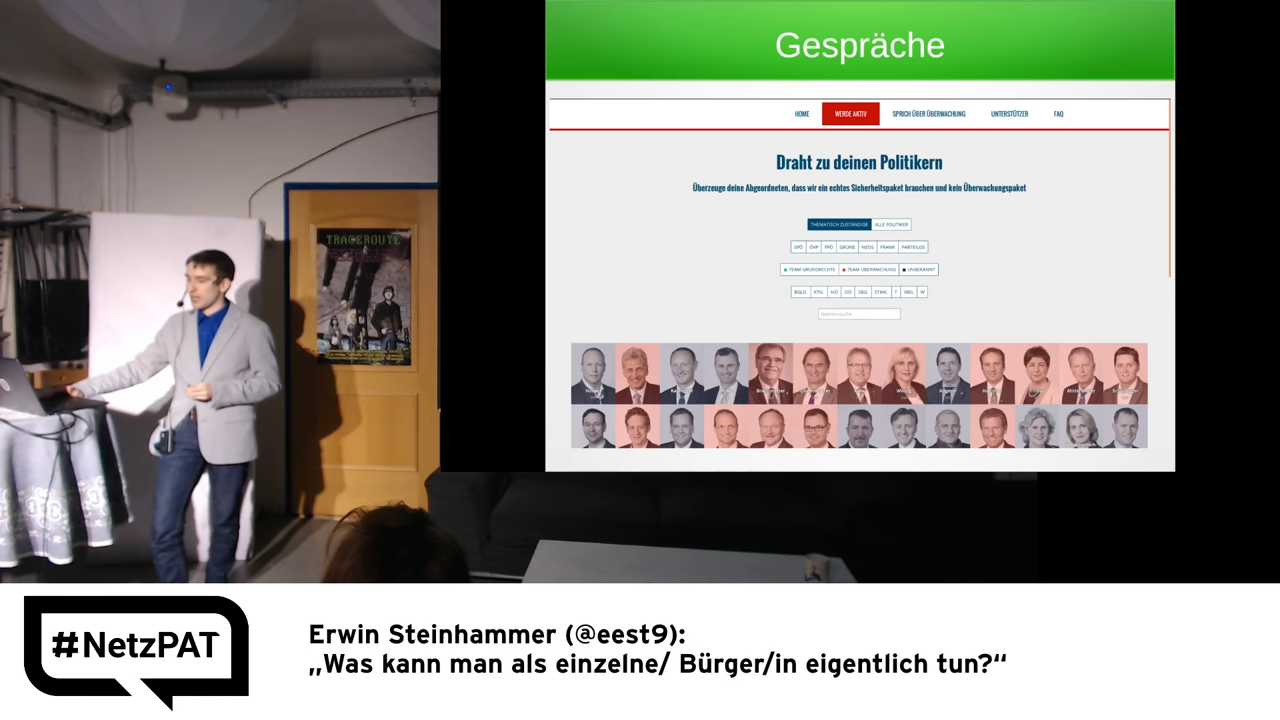 Gespräche
HOME WERDE AKTIV SPRICH ÜBER ÜBERWACHUNG UNTERSTÜTZER FAQ
Draht zu deinen Politikern
Überzeuge deine Abgeordneten, dass wir ein echtes Sicherheitspaket brauchen und kein Überwachungspaket
THEMATISCH ZUSTÄNDIGE ALLE POLITIKER
SPÖ ÖVP FPÖ GRÜNE NEOS FRANK PARTEILOS
TEAM GRUNDRECHTE TEAM ÜBERWACHUNG UNBEKANNT
BGLD. KTN. NÖ OÖ SBG. STMK. T VBG. W
Namenssuche
TRACEROUTE
#NetzPAT
Erwin Steinhammer (@eest9):
„Was kann man als einzelne/ Bürger/in eigentlich tun?“